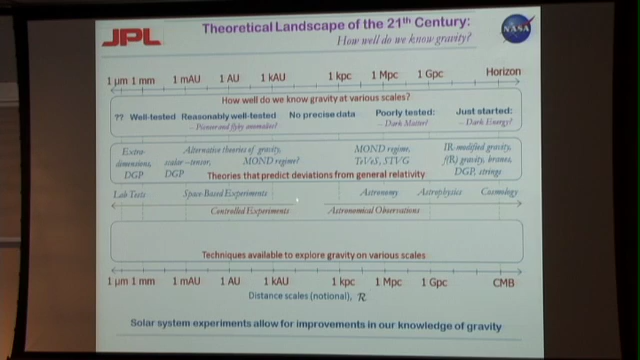 JPL
Theoretical Landscape of the 21th Century:
How well do we know gravity?
NASA
1 μm 1 mm 1 mAU 1 AU 1 kAU 1 kpc 1 Mpc 1 Gpc Horizon
How well do we know gravity at various scales?
?? Well-tested Reasonably well-tested No precise data Poorly tested: Just started:
– Pioneer and flyby anomalies? – Dark Matter? – Dark Energy?
Extra- Alternative theories of gravity, MOND regime, IR-modified gravity,
dimensions, scalar-tensor, MOND regime? TeVeS, STVG f(R) gravity, branes,
DGP DGP DGP, strings
Theories that predict deviations from general relativity
Lab Tests Space-Based Experiments Astronomy Astrophysics Cosmology
Controlled Experiments Astronomical Observations
Techniques available to explore gravity on various scales
1 μm 1 mm 1 mAU 1 AU 1 kAU 1 kpc 1 Mpc 1 Gpc CMB
Distance scales (notional), R
Solar system experiments allow for improvements in our knowledge of gravity